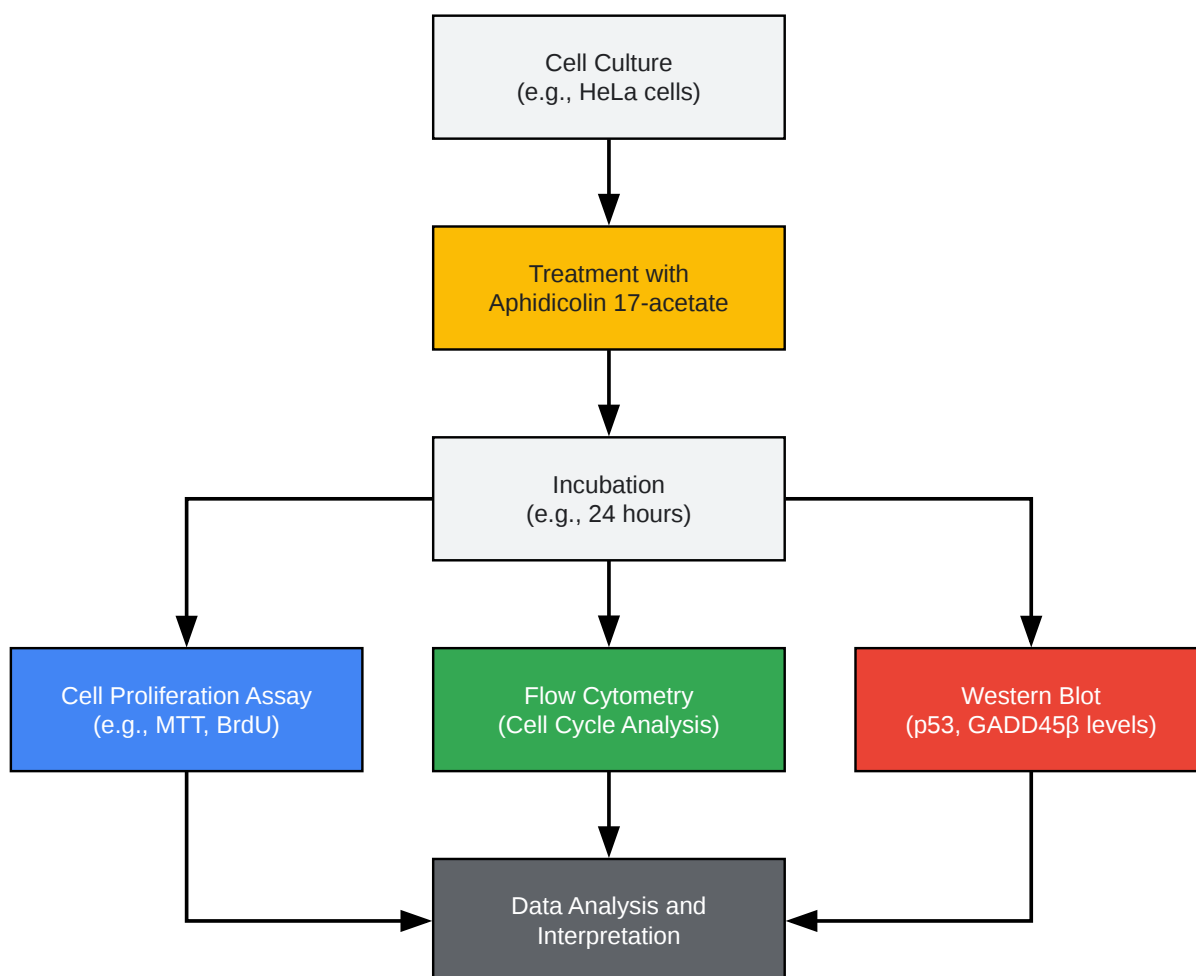 Cell Culture
(e.g., HeLa cells)
Treatment with
Aphidicolin 17-acetate
Incubation
(e.g., 24 hours)
Cell Proliferation Assay
(e.g., MTT, BrdU)
Flow Cytometry
(Cell Cycle Analysis)
Western Blot
(p53, GADD45β levels)
Data Analysis and
Interpretation